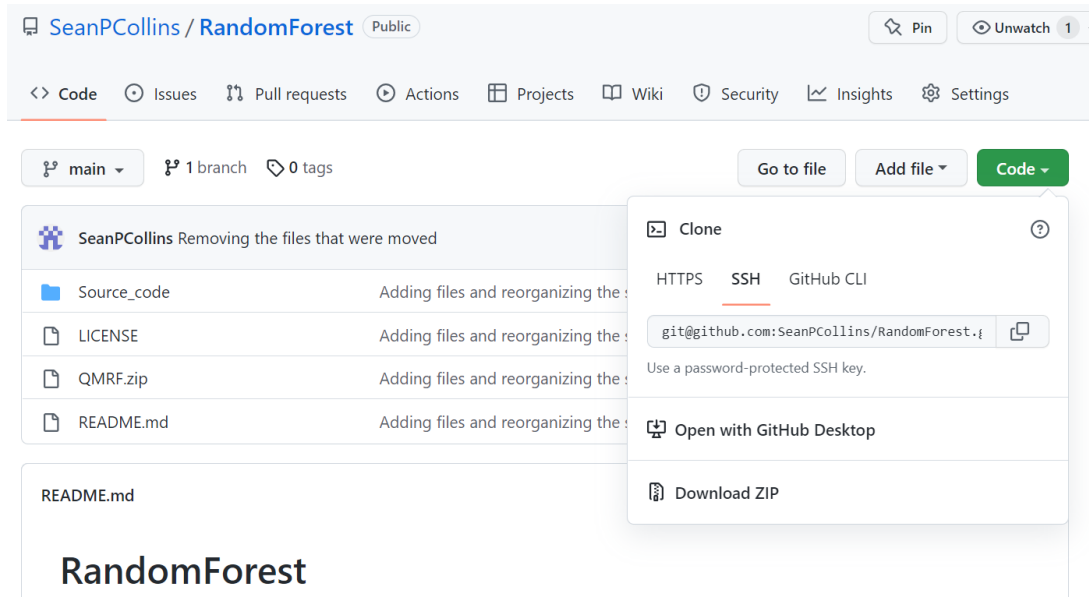 SeanPCollins / RandomForest Public Pin Unwatch 1
Code Issues Pull requests Actions Projects Wiki Security Insights Settings
main 1 branch 0 tags Go to file Add file Code
SeanPCollins Removing the files that were moved
Source_code Adding files and reorganizing the s
LICENSE Adding files and reorganizing the s
QMRF.zip Adding files and reorganizing the s
README.md Adding files and reorganizing the s
Clone
HTTPS SSH GitHub CLI
git@github.com:SeanPCollins/RandomForest.g
Use a password-protected SSH key.
Open with GitHub Desktop
Download ZIP
README.md
RandomForest